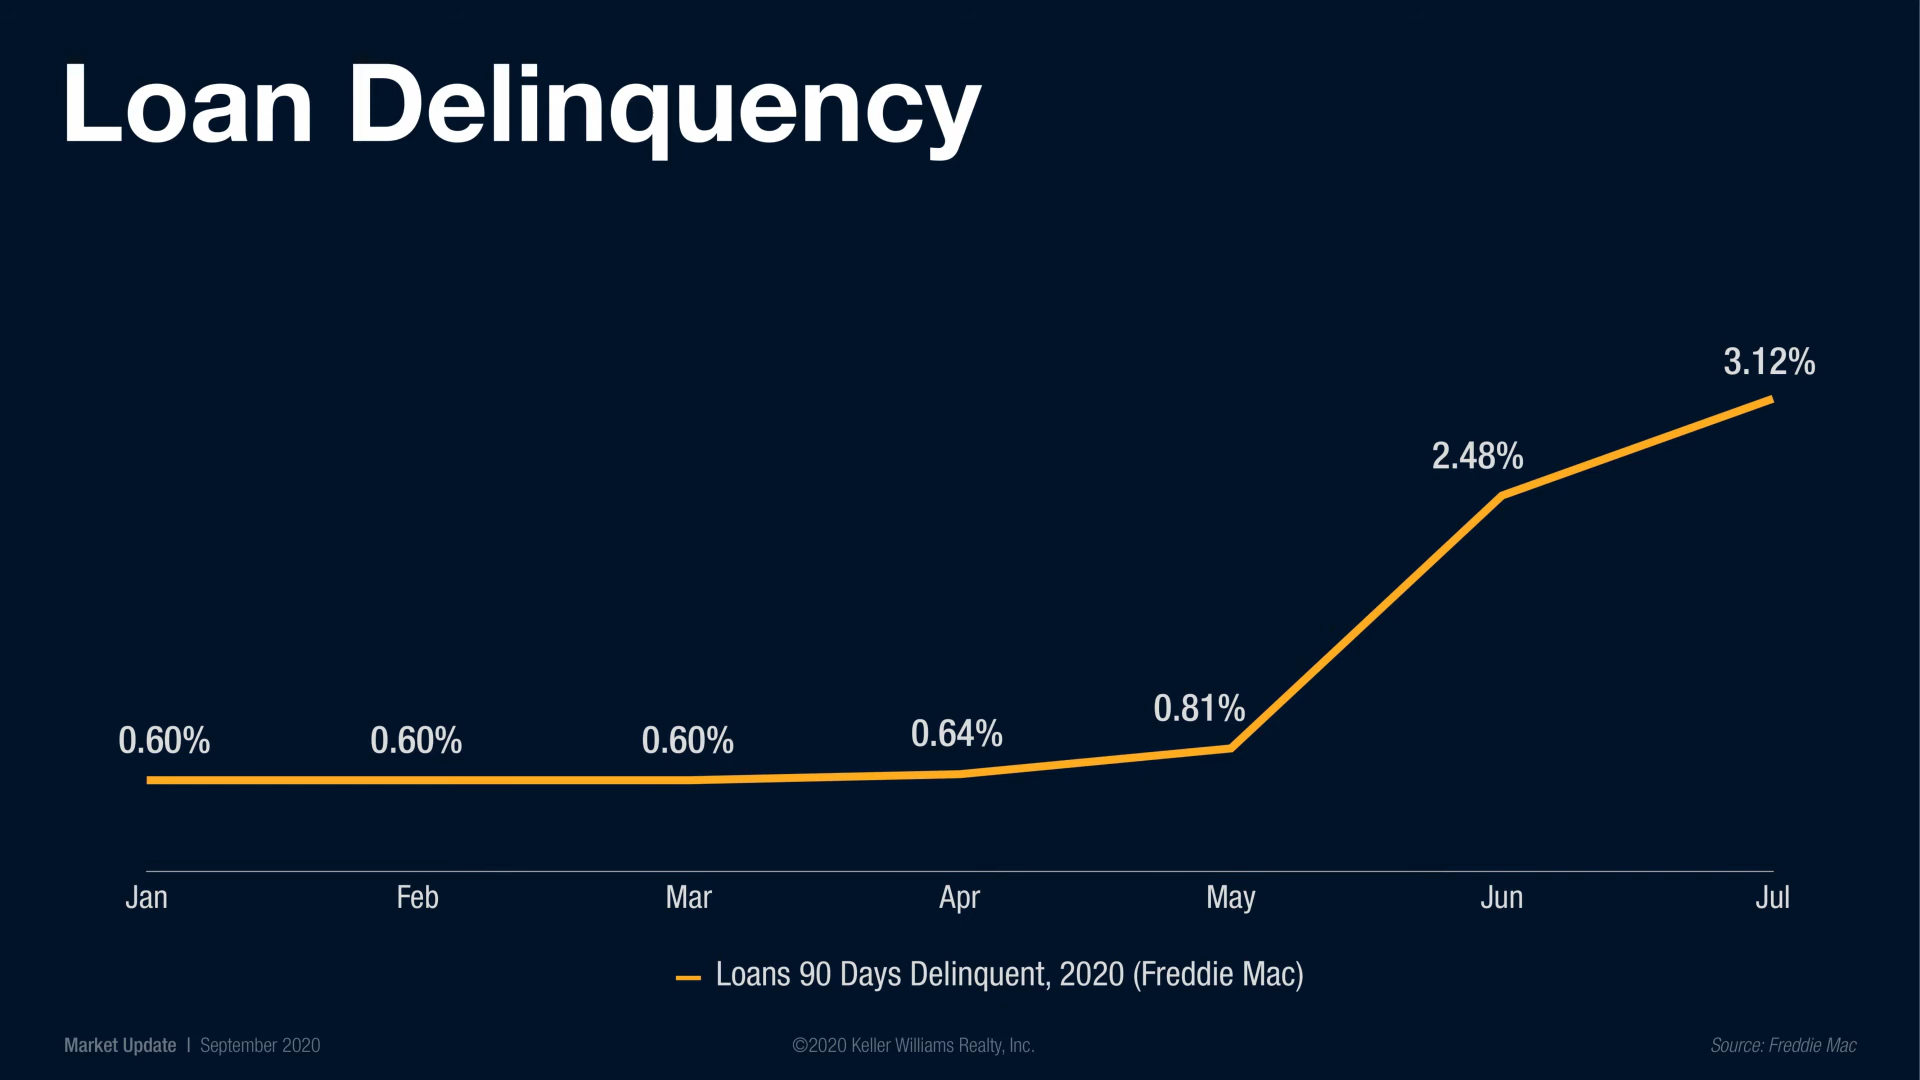 Loan Delinquency
3.12%
2.48%
0.81%
0.60% 0.60% 0.60% 0.64%
Jan Feb Mar Apr May Jun Jul
Loans 90 Days Delinquent, 2020 (Freddie Mac)
Market Update | September 2020 ©2020 Keller Williams Realty, Inc. Source: Freddie Mac